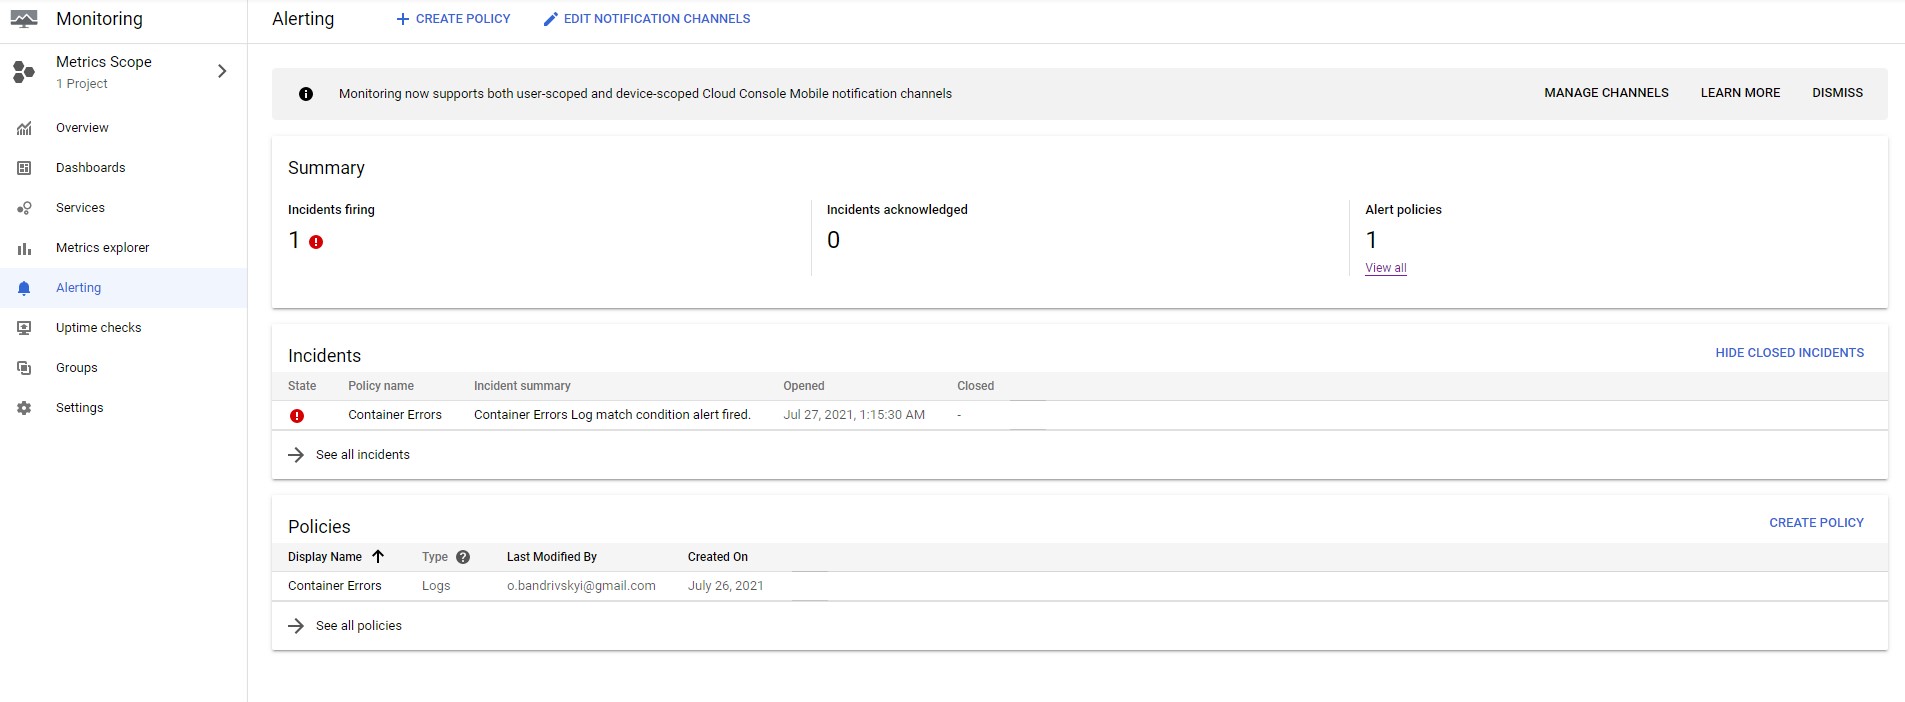 Monitoring
Alerting
CREATE POLICY
EDIT NOTIFICATION CHANNELS
Metrics Scope
1 Project
Overview
Dashboards
Services
Metrics explorer
Alerting
Uptime checks
Groups
Settings
Monitoring now supports both user-scoped and device-scoped Cloud Console Mobile notification channels
MANAGE CHANNELS
LEARN MORE
DISMISS
Summary
Incidents firing
1
Incidents acknowledged
0
Alert policies
1
View all
Incidents
HIDE CLOSED INCIDENTS
State Policy name Incident summary Opened Closed
Container Errors Container Errors Log match condition alert fired. Jul 27, 2021, 1:15:30 AM -
See all incidents
Policies
CREATE POLICY
Display Name Type Last Modified By Created On
Container Errors Logs o.bandrivskyi@gmail.com July 26, 2021
See all policies